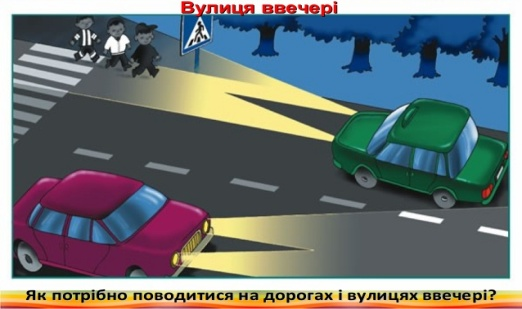 Вулиця ввечері
Як потрібно поводитися на дорогах і вулицях ввечері?